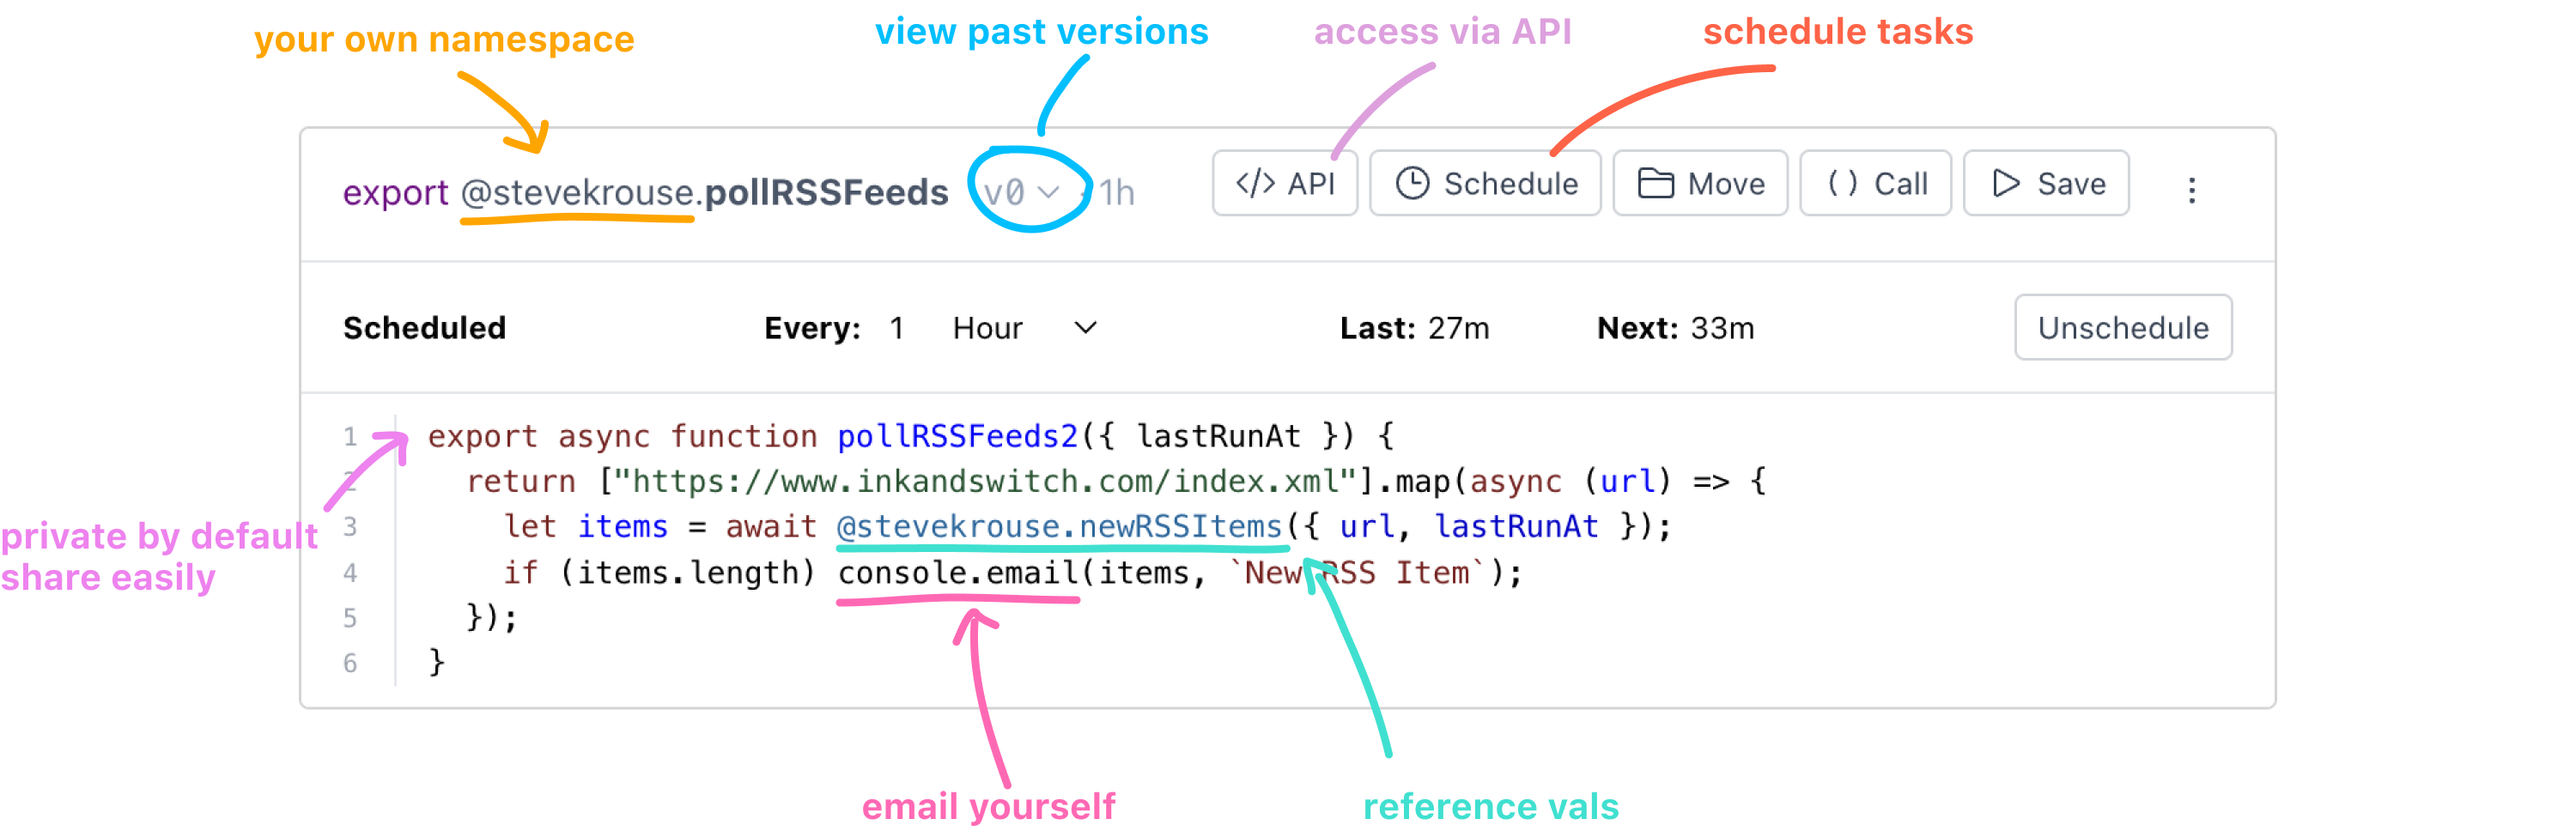 your own namespace
view past versions
access via API
schedule tasks
export @stevekrouse.pollRSSFeeds v0 1h
</> API
Schedule
Move
() Call
Save
Scheduled Every: 1 Hour Last: 27m Next: 33m Unschedule
1 export async function pollRSSFeeds2({ lastRunAt }) {
2 return ["https://www.inkandswitch.com/index.xml"].map(async (url) => {
3 let items = await @stevekrouse.newRSSItems({ url, lastRunAt });
4 if (items.length) console.email(items, `New RSS Item`);
5 });
6 }
private by default
share easily
email yourself
reference vals